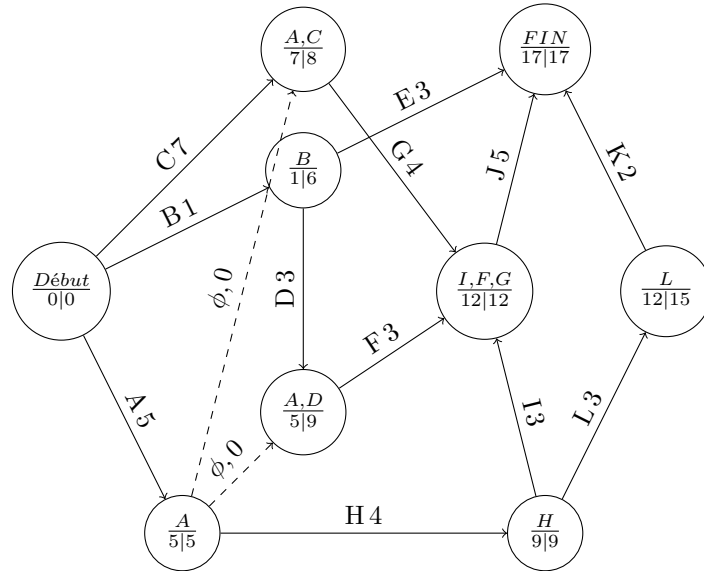 A,C
7|8
FIN
17|17
E 3
C 7
G 4
J 5
K 2
B
1|6
B 1
Début
0|0
ϕ, 0
D 3
I,F,G
12|12
L
12|15
F 3
A 5
A,D
5|9
ϕ, 0
I 3
L 3
A
5|5
H 4
H
9|9